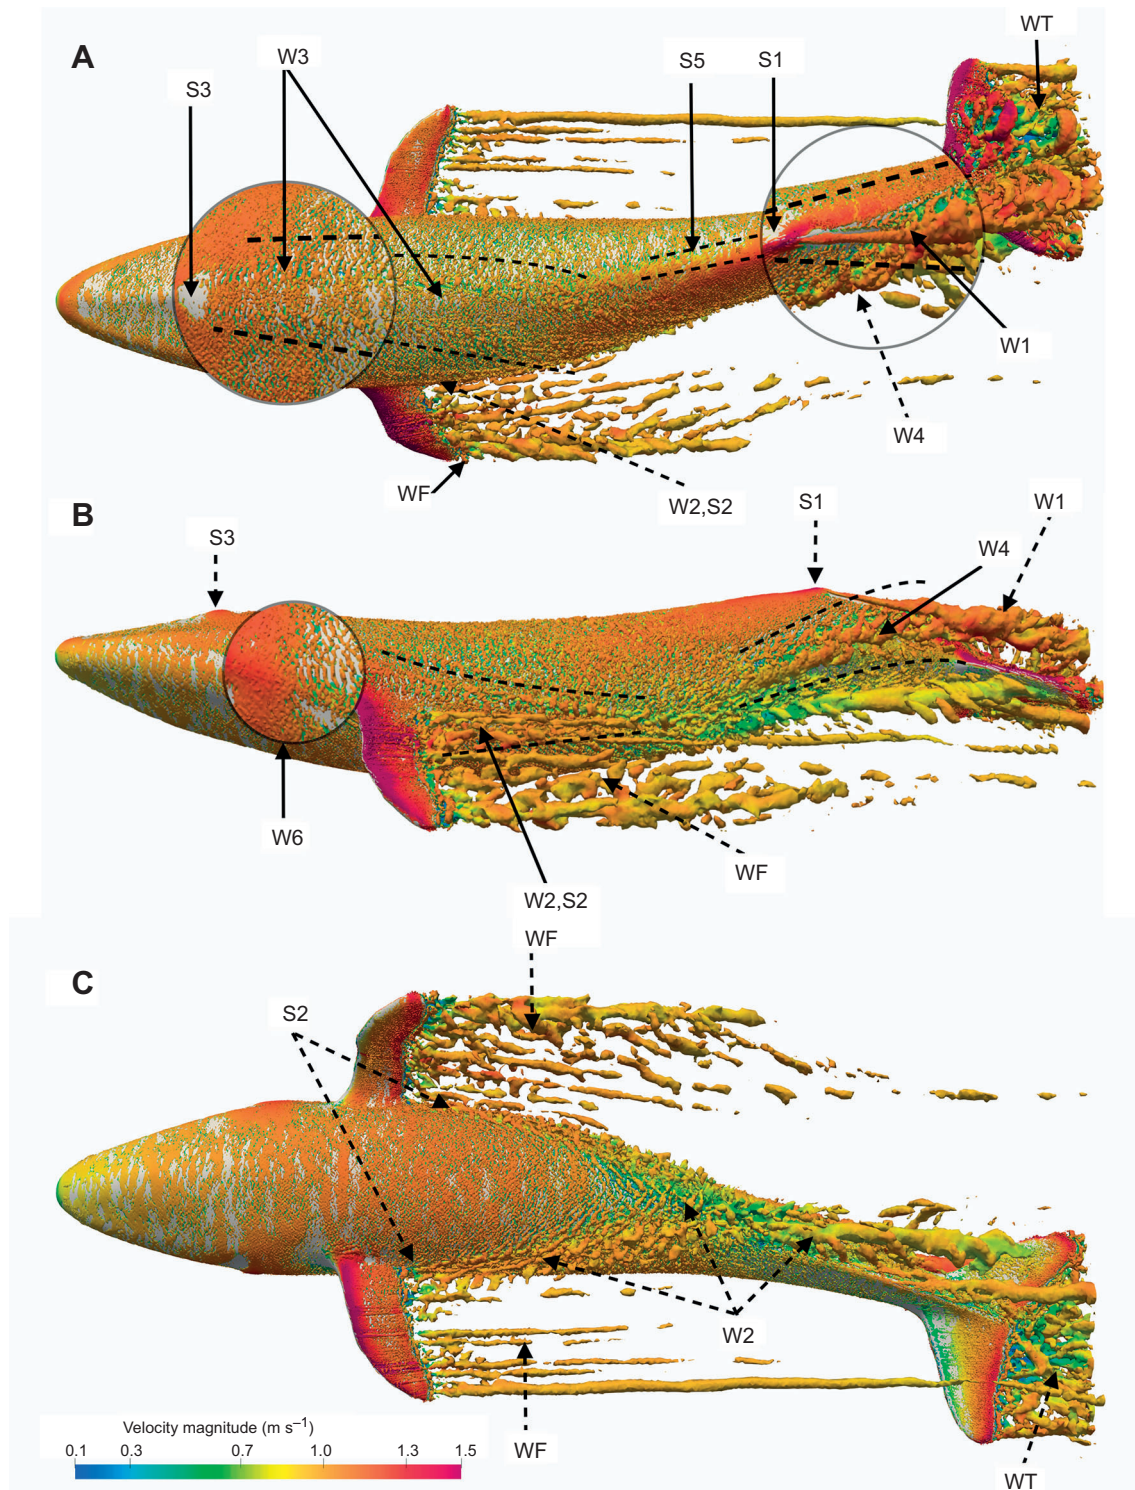 WT
A
W3
S5
S1
S3
W1
W4
WF
W2,S2
B
S3
S1
W1
W4
W6
WF
W2,S2
WF
C
S2
W2
Velocity magnitude (m s⁻¹)
0.1 0.3 0.7 1.0 1.3 1.5
WF
WT